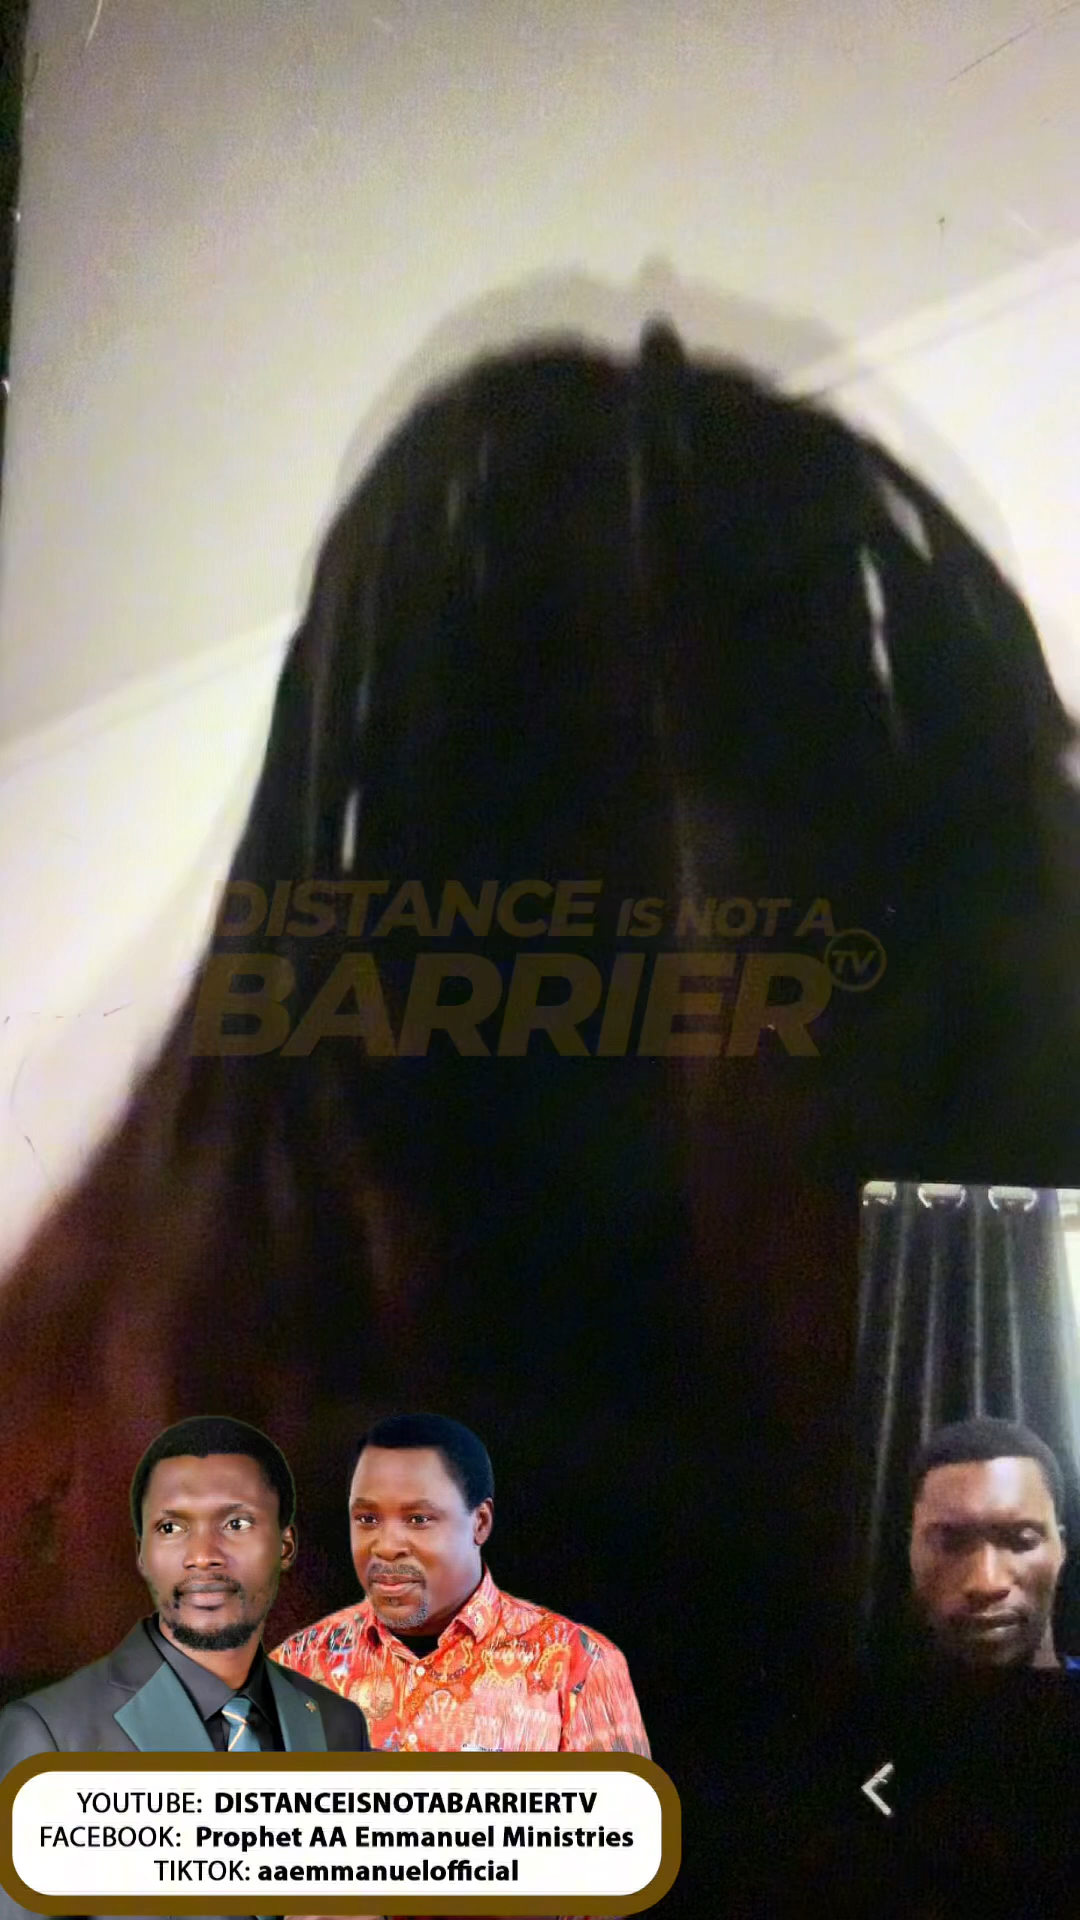 DISTANCE IS NOT A
BARRIER TV
YOUTUBE: DISTANCEISNOTABARRIERTV
FACEBOOK: Prophet AA Emmanuel Ministries
TIKTOK: aaemmanuelofficial